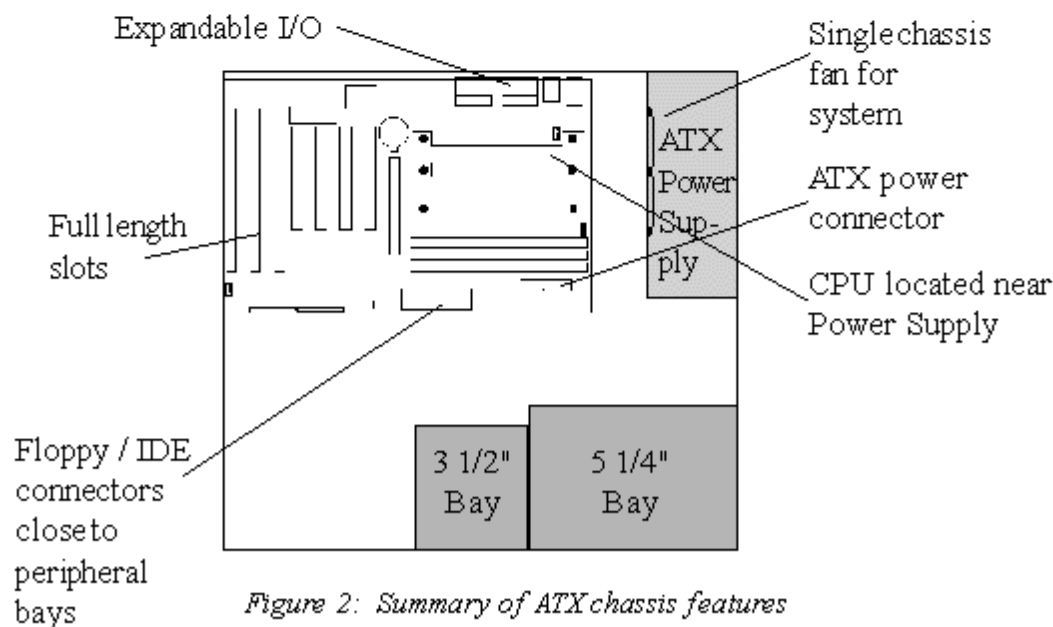 Expandable I/O
Single chassis
fan for
system
ATX
Power
Sup-
ply
ATX power
connector
Full length
slots
CPU located near
Power Supply
Floppy / IDE
connectors
close to
peripheral
bays
3 1/2"
Bay
5 1/4"
Bay
Figure 2: Summary of ATX chassis features